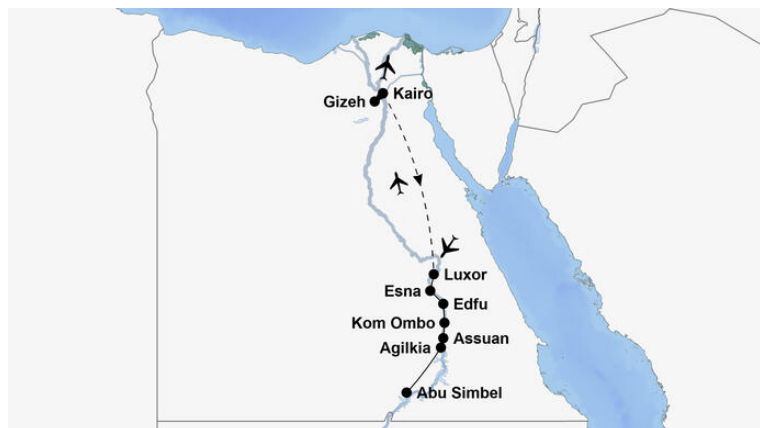 Kairo
Gizeh
Luxor
Esna
Edfu
Kom Ombo
Assuan
Agilkia
Abu Simbel